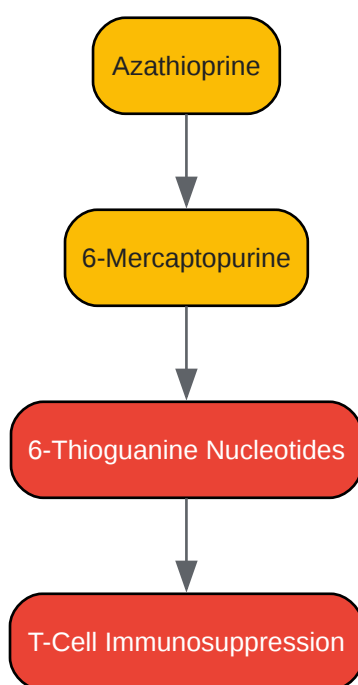 Azathioprine
6-Mercaptopurine
6-Thioguanine Nucleotides
T-Cell Immunosuppression